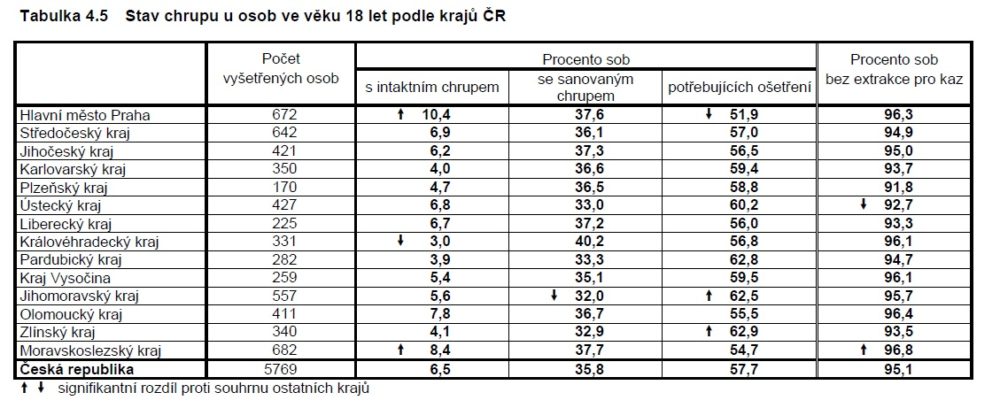 Tabulka 4.5 Stav chrupu u osob ve věku 18 let podle krajů ČR
Počet vyšetřených osob Procento sob Procento sob bez extrakce pro kaz
s intaktním chrupem se sanovaným chrupem potřebujících ošetření
Hlavní město Praha 672 ↑ 10,4 37,6 ↓ 51,9 96,3
Středočeský kraj 642 6,9 36,1 57,0 94,9
Jihočeský kraj 421 6,2 37,3 56,5 95,0
Karlovarský kraj 350 4,0 36,6 59,4 93,7
Plzeňský kraj 170 4,7 36,5 58,8 91,8
Ústecký kraj 427 6,8 33,0 60,2 ↓ 92,7
Liberecký kraj 225 6,7 37,2 56,0 93,3
Královéhradecký kraj 331 ↓ 3,0 40,2 56,8 96,1
Pardubický kraj 282 3,9 33,3 62,8 94,7
Kraj Vysočina 259 5,4 35,1 59,5 96,1
Jihomoravský kraj 557 5,6 ↓ 32,0 ↑ 62,5 95,7
Olomoucký kraj 411 7,8 36,7 55,5 96,4
Zlínský kraj 340 4,1 32,9 ↑ 62,9 93,5
Moravskoslezský kraj 682 ↑ 8,4 37,7 54,7 ↑ 96,8
Česká republika 5769 6,5 35,8 57,7 95,1
↑ ↓ signifikantní rozdíl proti souhrnu ostatních krajů